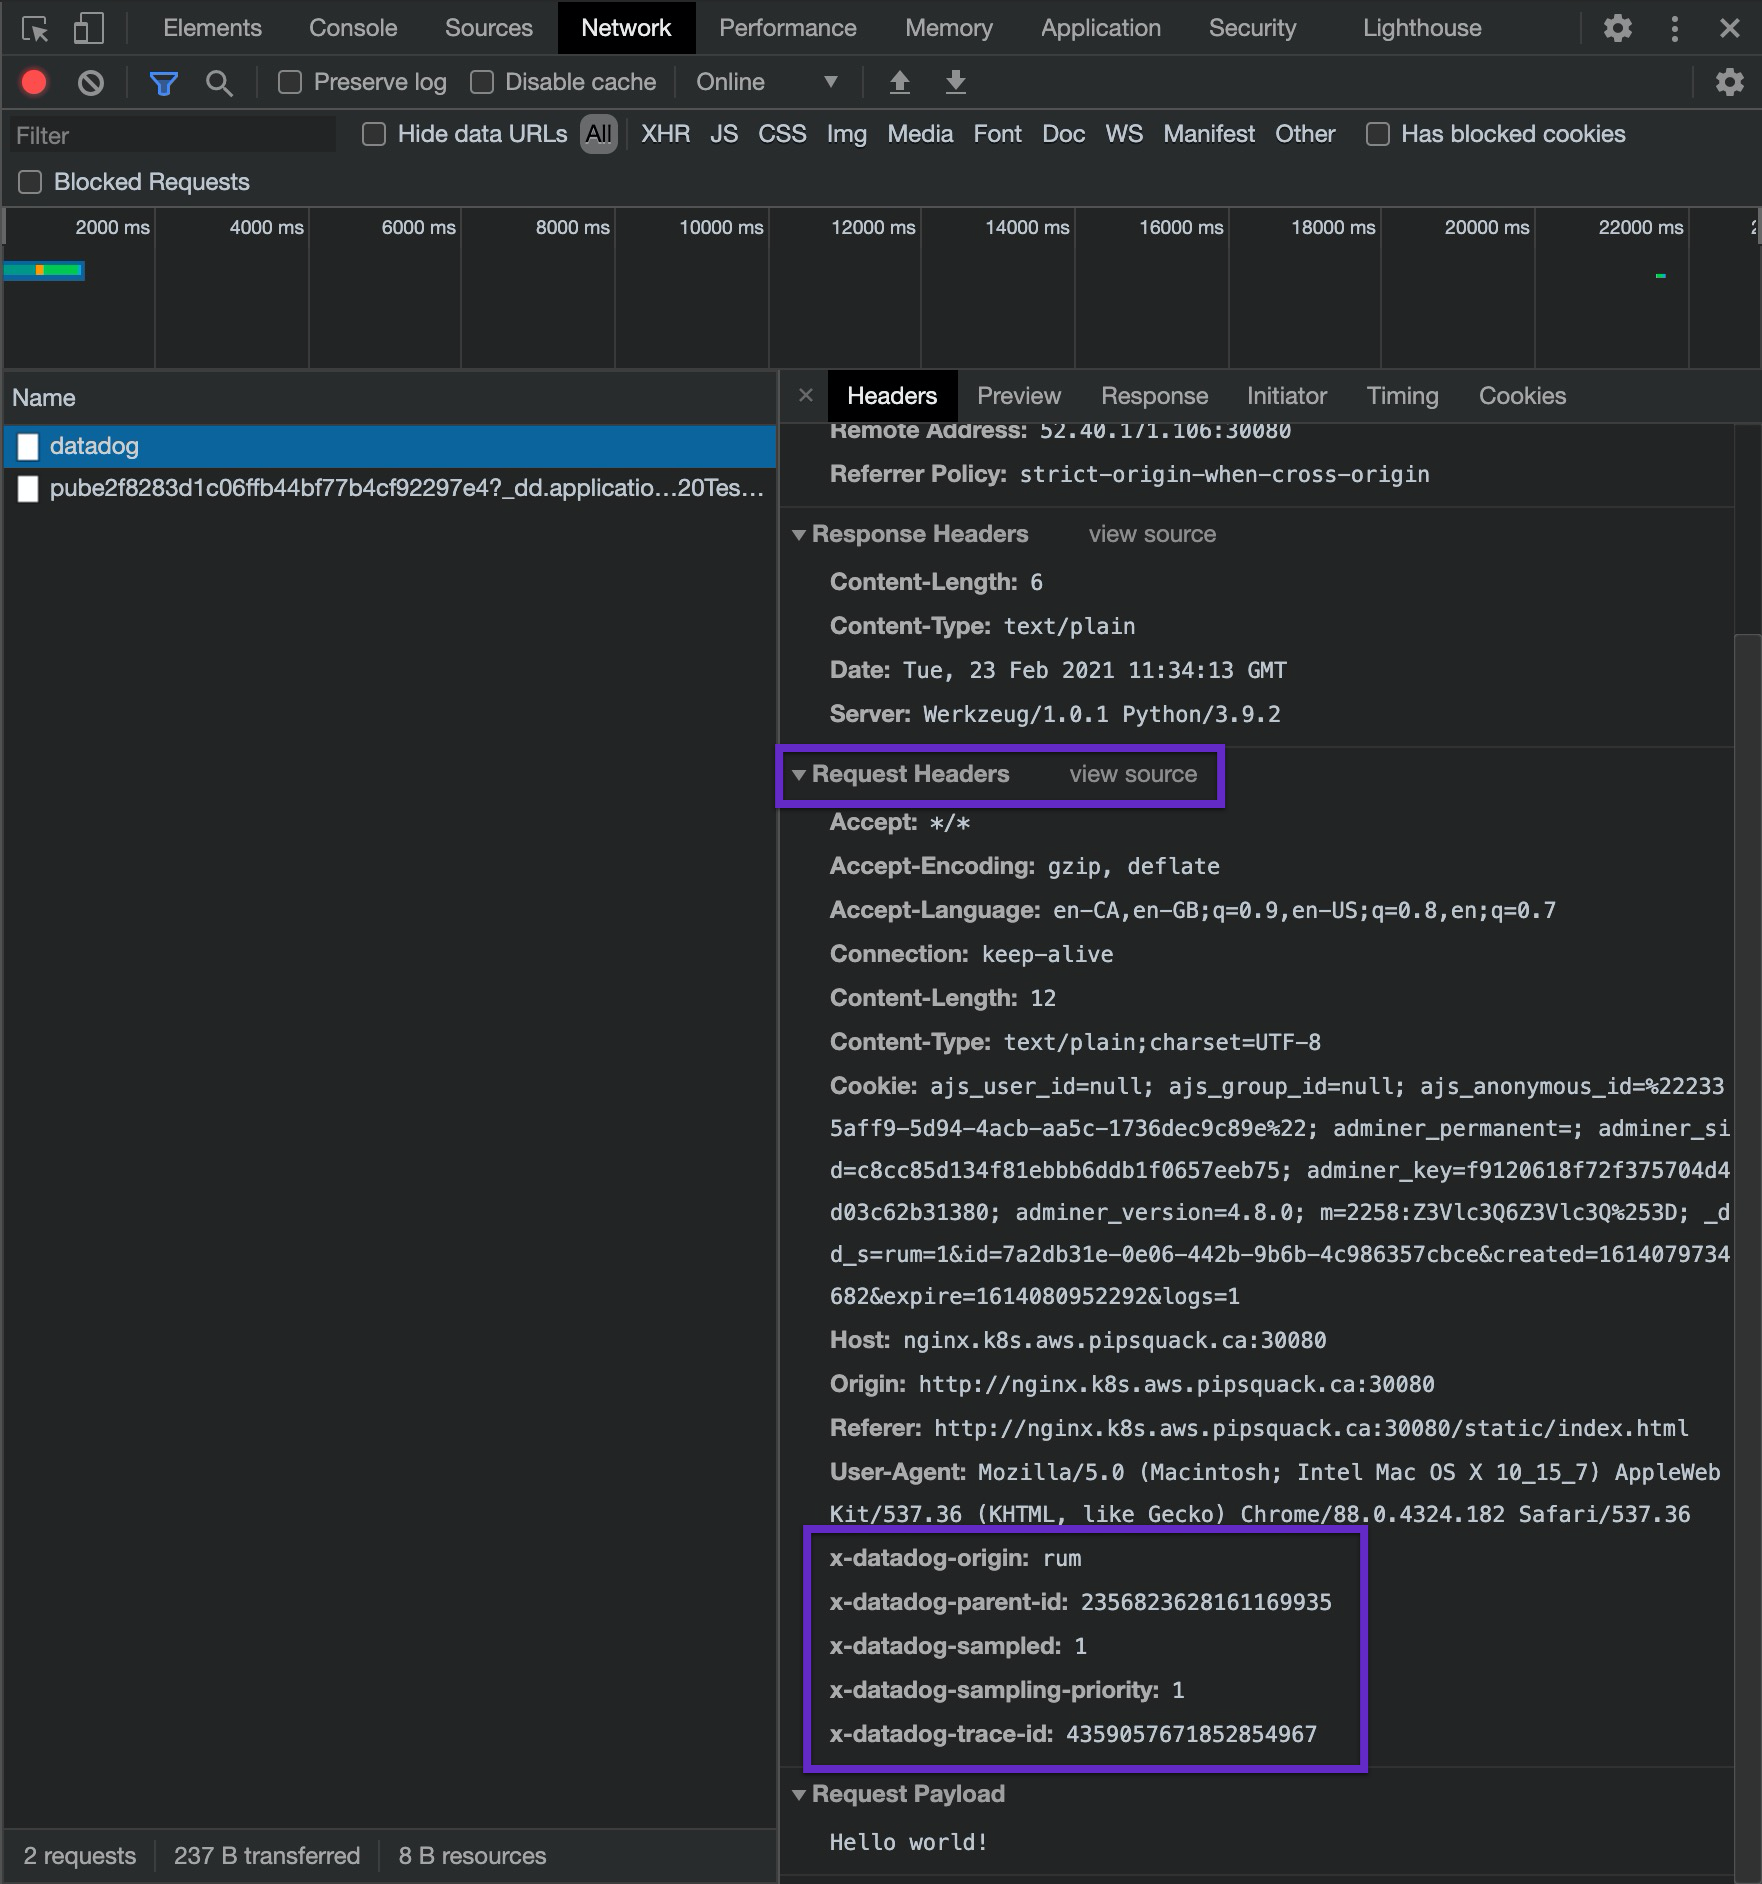 Elements Console Sources Network Performance Memory Application Security Lighthouse
Preserve log Disable cache Online
Filter Hide data URLs All XHR JS CSS Img Media Font Doc WS Manifest Other Has blocked cookies
Blocked Requests
2000 ms 4000 ms 6000 ms 8000 ms 10000 ms 12000 ms 14000 ms 16000 ms 18000 ms 20000 ms 22000 ms
Name
datadog
pube2f8283d1c06ffb44bf77b4cf92297e4?_dd.applicatio…20Tes…
Headers Preview Response Initiator Timing Cookies
Remote Address: 52.40.171.106:30080
Referrer Policy: strict-origin-when-cross-origin
Response Headers view source
Content-Length: 6
Content-Type: text/plain
Date: Tue, 23 Feb 2021 11:34:13 GMT
Server: Werkzeug/1.0.1 Python/3.9.2
Request Headers view source
Accept: */*
Accept-Encoding: gzip, deflate
Accept-Language: en-CA,en-GB;q=0.9,en-US;q=0.8,en;q=0.7
Connection: keep-alive
Content-Length: 12
Content-Type: text/plain;charset=UTF-8
Cookie: ajs_user_id=null; ajs_group_id=null; ajs_anonymous_id=%22233
5aff9-5d94-4acb-aa5c-1736dec9c89e%22; adminer_permanent=; adminer_si
d=c8cc85d134f81ebbb6ddb1f0657eeb75; adminer_key=f9120618f72f375704d4
d03c62b31380; adminer_version=4.8.0; m=2258:Z3Vlc3Q6Z3Vlc3Q%253D; _d
d_s=rum=1&id=7a2db31e-0e06-442b-9b6b-4c986357cbce&created=1614079734
682&expire=1614080952292&logs=1
Host: nginx.k8s.aws.pipsquack.ca:30080
Origin: http://nginx.k8s.aws.pipsquack.ca:30080
Referer: http://nginx.k8s.aws.pipsquack.ca:30080/static/index.html
User-Agent: Mozilla/5.0 (Macintosh; Intel Mac OS X 10_15_7) AppleWeb
Kit/537.36 (KHTML, like Gecko) Chrome/88.0.4324.182 Safari/537.36
x-datadog-origin: rum
x-datadog-parent-id: 2356823628161169935
x-datadog-sampled: 1
x-datadog-sampling-priority: 1
x-datadog-trace-id: 4359057671852854967
Request Payload
Hello world!
2 requests 237 B transferred 8 B resources